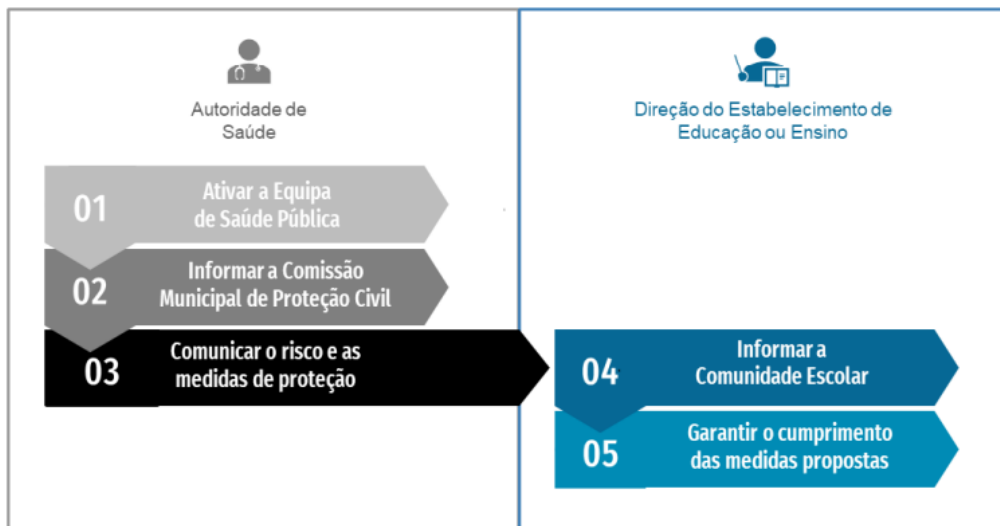 Autoridade de
Saúde
01
Ativar a Equipa
de Saúde Pública
02
Informar a Comissão
Municipal de Proteção Civil
03
Comunicar o risco e as
medidas de proteção
Direção do Estabelecimento de
Educação ou Ensino
04
Informar a
Comunidade Escolar
05
Garantir o cumprimento
das medidas propostas